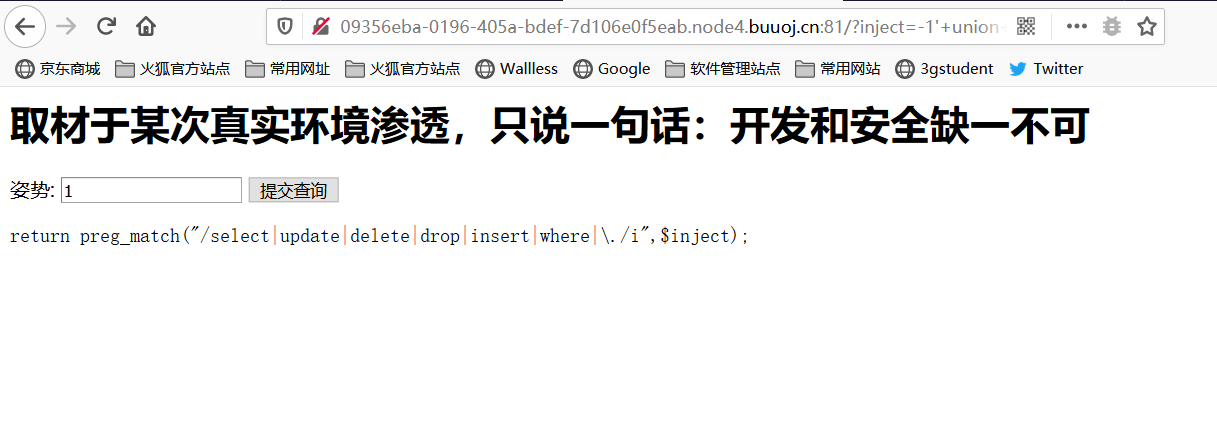 09356eba-0196-405a-bdef-7d106e0f5eab.node4.buuoj.cn:81/?inject=-1'+union+
京东商城 火狐官方站点 常用网址 火狐官方站点 Wallless Google 软件管理站点 常用网站 3gstudent Twitter
取材于某次真实环境渗透，只说一句话：开发和安全缺一不可
姿势: 1 提交查询
return preg_match("/select|update|delete|drop|insert|where|\./i",$inject);